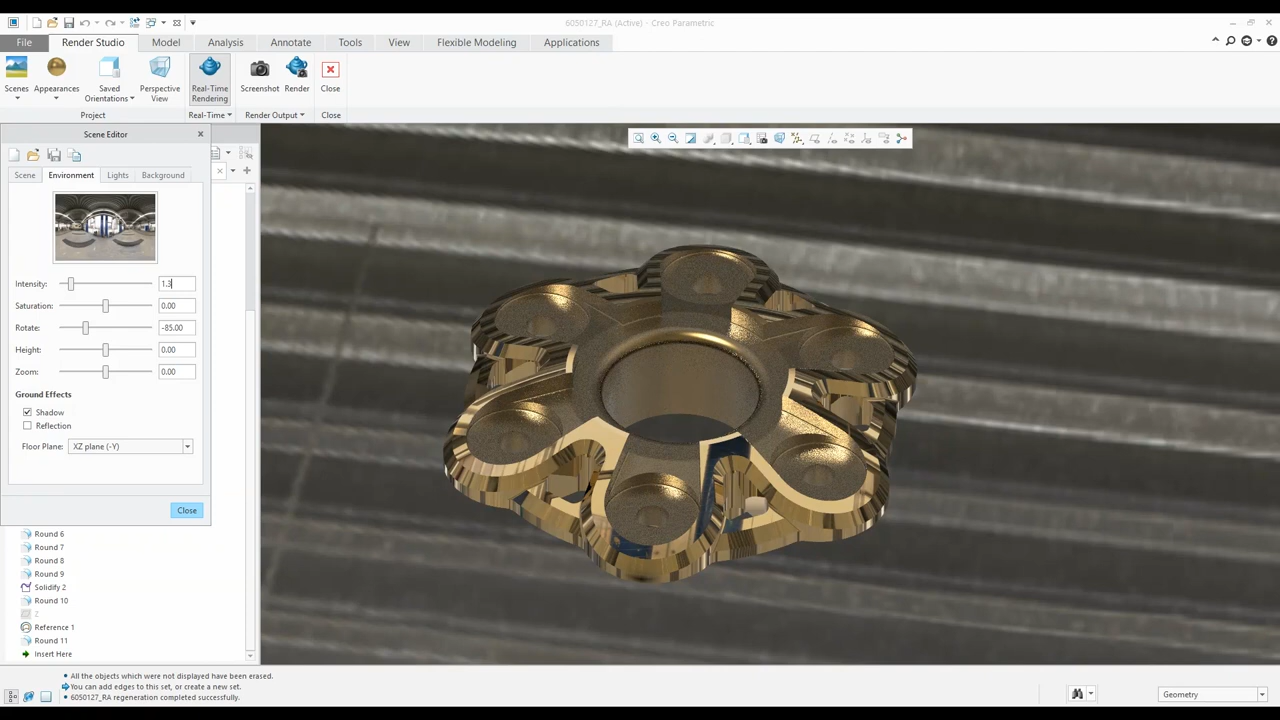 6050127_RA (Active) - Creo Parametric
File Render Studio Model Analysis Annotate Tools View Flexible Modeling Applications
Scenes Appearances Saved Orientations Perspective View Real-Time Rendering Screenshot Render Close
Project Real-Time Render Output Close
Scene Editor
Scene Environment Lights Background
Intensity: 1.3
Saturation: 0.00
Rotate: -85.00
Height: 0.00
Zoom: 0.00
Ground Effects
Shadow
Reflection
Floor Plane: XZ plane (-Y)
Close
Round 6
Round 7
Round 8
Round 9
Solidify 2
Round 10
Z
Reference 1
Round 11
Insert Here
• All the objects which were not displayed have been erased.
You can add edges to this set, or create a new set.
• 6050127_RA regeneration completed successfully.
Geometry